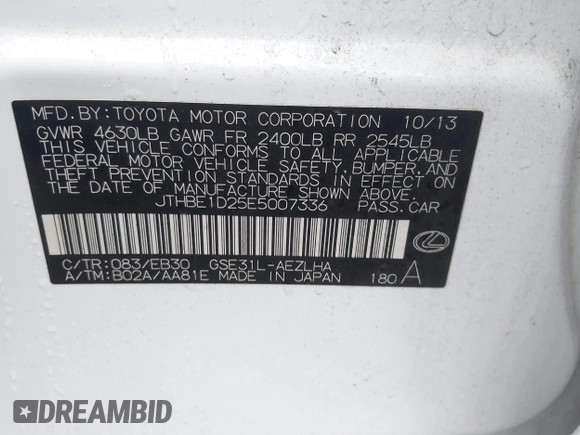 MFD. BY: TOYOTA MOTOR CORPORATION 10/13
GVWR 4630LB GAWR FR 2400LB RR 2545LB
THIS VEHICLE CONFORMS TO ALL APPLICABLE
FEDERAL MOTOR VEHICLE SAFETY, BUMPER, AND
THEFT PREVENTION STANDARDS IN EFFECT ON
THE DATE OF MANUFACTURE SHOWN ABOVE.
JTHBE1D25E5007336 PASS. CAR
C/TR: 083/EB30 GSE31L-AEZLHA
A/TM: B02A/AA81E MADE IN JAPAN 180 A
DREAMBID